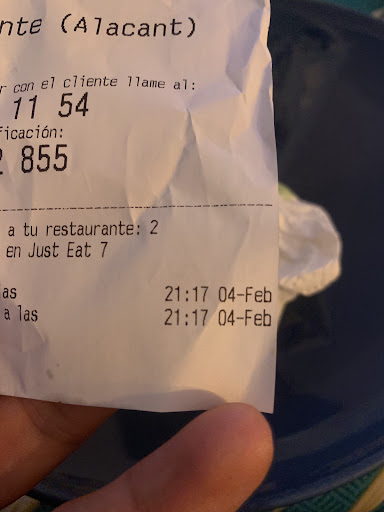 nte (Alacant)
con el cliente llame al:
11 54
ficación:
855
a tu restaurante: 2
en Just Eat 7
as 21:17 04-Feb
a las 21:17 04-Feb